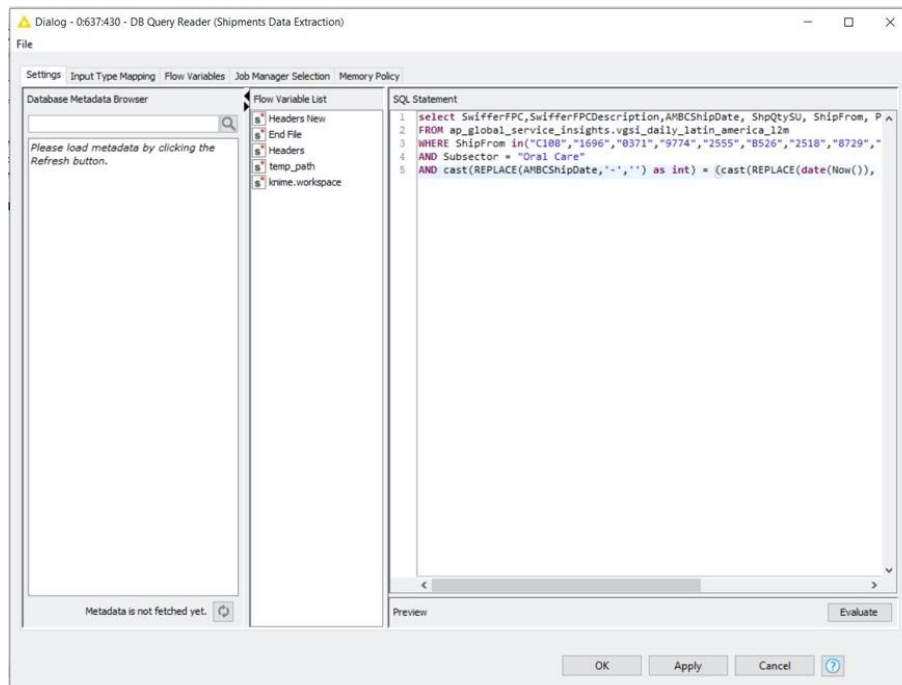 Dialog - 0:637:430 - DB Query Reader (Shipments Data Extraction)
File
Settings Input Type Mapping Flow Variables Job Manager Selection Memory Policy
Database Metadata Browser
Please load metadata by clicking the
Refresh button.
Metadata is not fetched yet.
Flow Variable List
s Headers New
s End File
s Headers
s temp_path
s knime.workspace
SQL Statement
1 select SwifferFPC,SwifferFPCDescription,AMBCShipDate, ShpQtySU, ShipFrom, P
2 FROM ap_global_service_insights.vgsi_daily_latin_america_l2m
3 WHERE ShipFrom in("C108","1696","0371","9774","2555","B526","2518","8729","
4 AND Subsector = "Oral Care"
5 AND cast(REPLACE(AMBCShipDate,'-','') as int) = (cast(REPLACE(date(Now()),
Preview
Evaluate
OK Apply Cancel ?